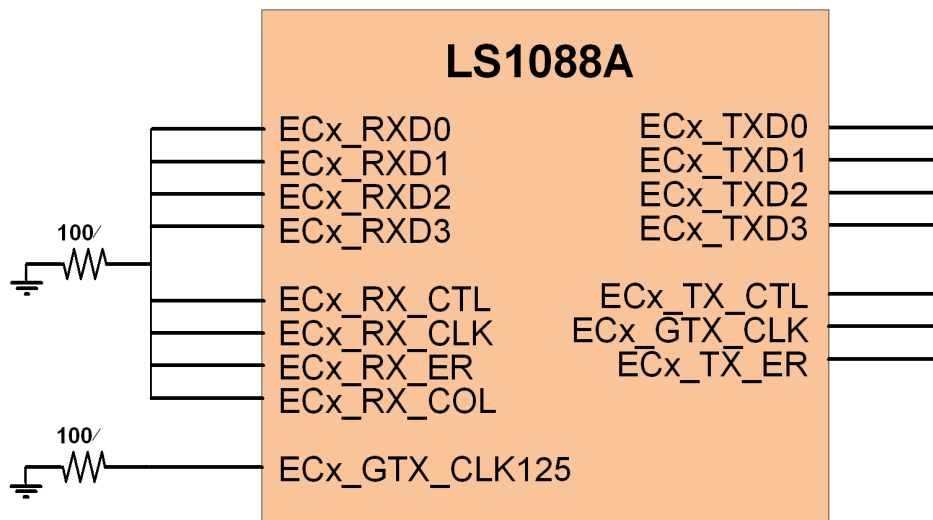 LS1088A
ECx_RXD0
ECx_RXD1
ECx_RXD2
ECx_RXD3
100/
ECx_RX_CTL
ECx_RX_CLK
ECx_RX_ER
ECx_RX_COL
100/
ECx_GTX_CLK125
ECx_TXD0
ECx_TXD1
ECx_TXD2
ECx_TXD3
ECx_TX_CTL
ECx_GTX_CLK
ECx_TX_ER